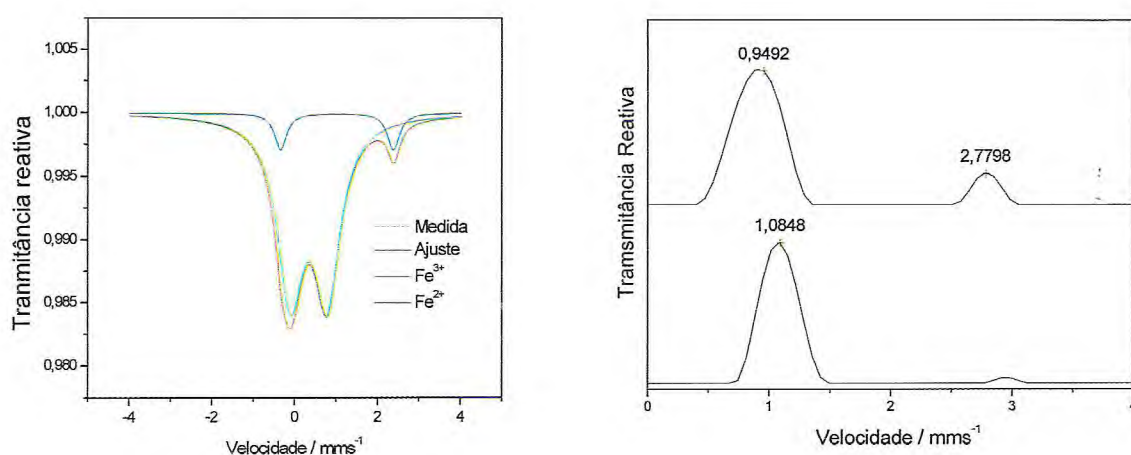 Tranmitância reativa
1,005
1,000
0,995
0,990
0,985
0,980
Medida
Ajuste
Fe³⁺
Fe²⁺
-4
-2
0
2
4
Velocidade / mms⁻¹
Tramsmitância Reativa
0,9492
2,7798
1,0848
0
1
2
3
4
Velocidade / mms⁻¹